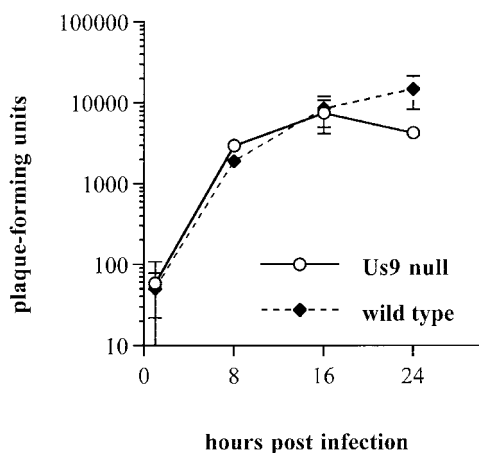 100000
10000
1000
100
10
plaque-forming units
Us9 null
wild type
0
8
16
24
hours post infection